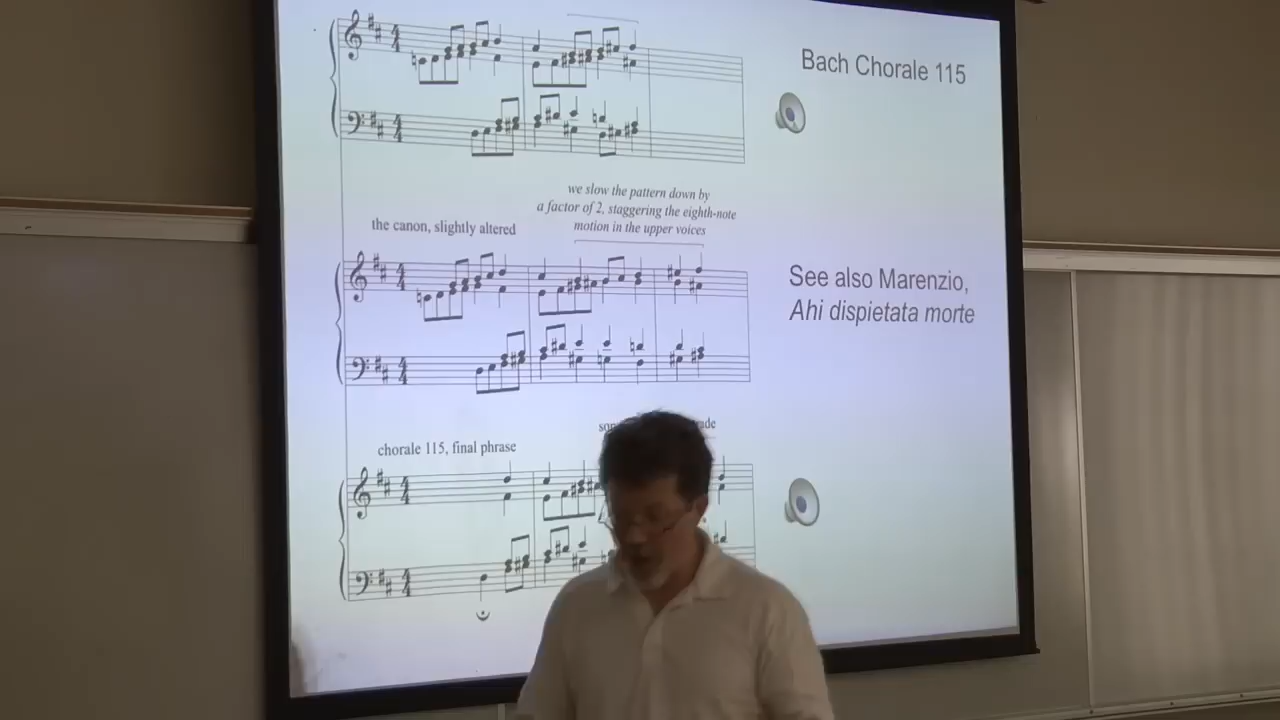 Bach Chorale 115
we slow the pattern down by
a factor of 2, staggering the eighth-note
motion in the upper voices
the canon, slightly altered
See also Marenzio,
Ahi dispietata morte
chorale 115, final phrase